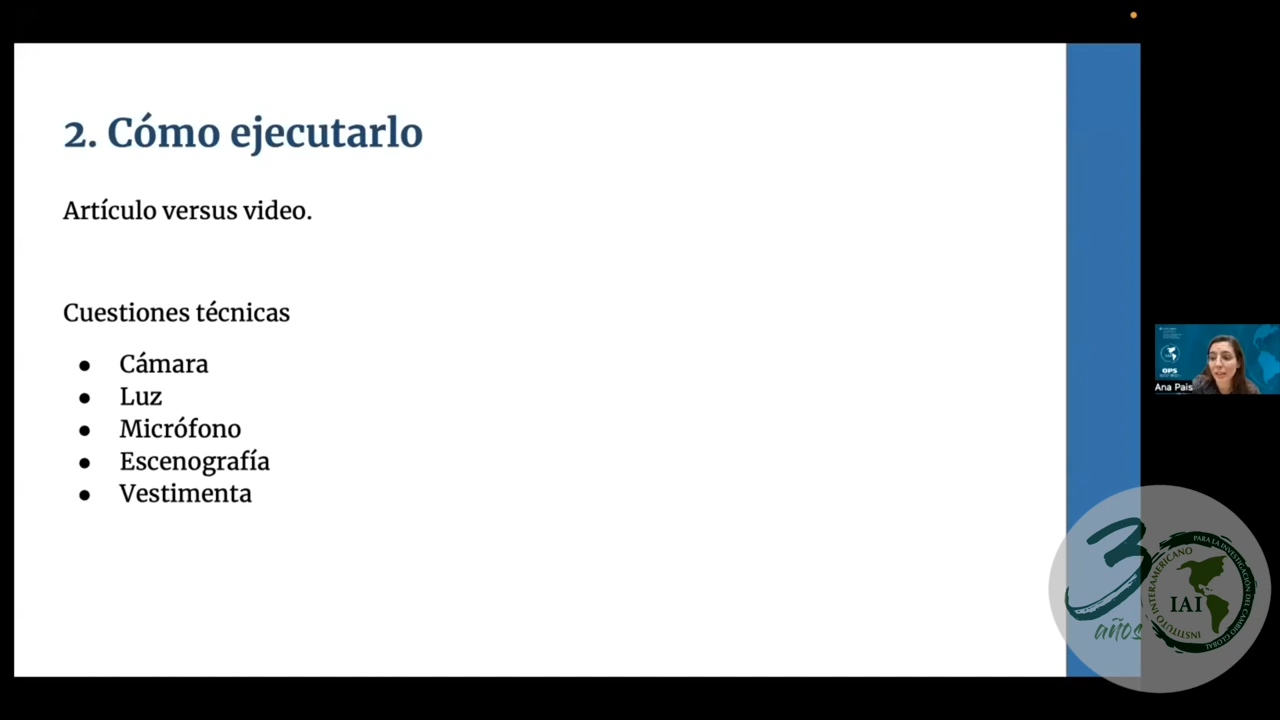 2. Cómo ejecutarlo
Artículo versus video.
Cuestiones técnicas
● Cámara
● Luz
● Micrófono
● Escenografía
● Vestimenta
OPS
Ana Pais
30
años
INSTITUTO INTERAMERICANO
PARA LA INVESTIGACIÓN DEL CAMBIO GLOBAL
IAI